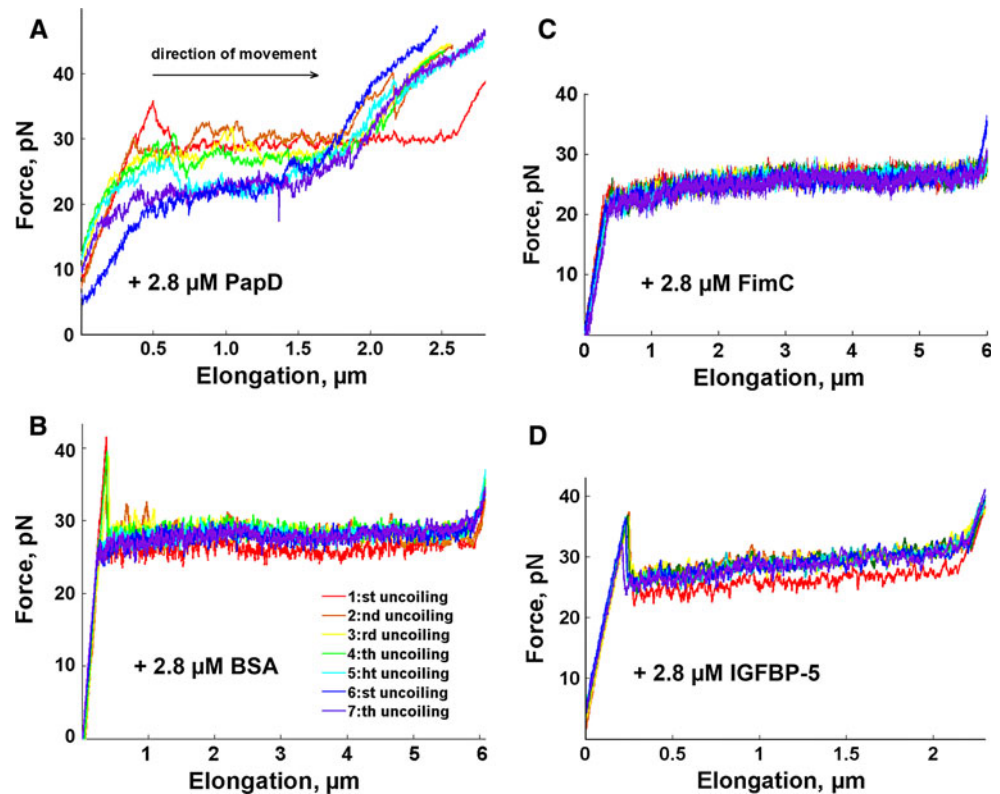 A
direction of movement
40
30
20
10
0
Force, pN
+ 2.8 µM PapD
0.5
1.0
1.5
2.0
2.5
Elongation, µm
C
40
30
20
10
Force, pN
+ 2.8 µM FimC
0
1
2
3
4
5
6
Elongation, µm
B
40
30
20
10
0
Force, pN
1:st uncoiling
2:nd uncoiling
3:rd uncoiling
4:th uncoiling
5:ht uncoiling
6:st uncoiling
7:th uncoiling
+ 2.8 µM BSA
1
2
3
4
5
6
Elongation, µm
D
40
30
20
10
Force, pN
+ 2.8 µM IGFBP-5
0
0.5
1
1.5
2
Elongation, µm